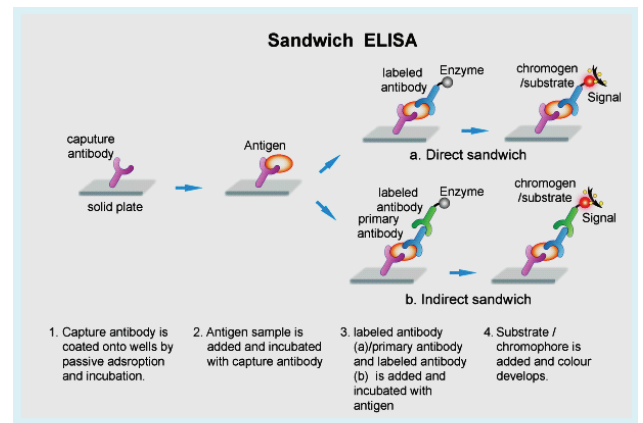 Sandwich ELISA
caputure
antibody
solid plate
Antigen
labeled
antibody
Enzyme
chromogen
/substrate
Signal
a. Direct sandwich
labeled
antibody
primary
antibody
Enzyme
chromogen
/substrate
Signal
b. Indirect sandwich
1. Capture antibody is
coated onto wells by
passive adsroption
and incubation.
2. Antigen sample is
added and incubated
with capture antibody
3. labeled antibody
(a)/primary antibody
and labeled antibody
(b) is added and
incubated with
antigen
4. Substrate /
chromophore is
added and colour
develops.